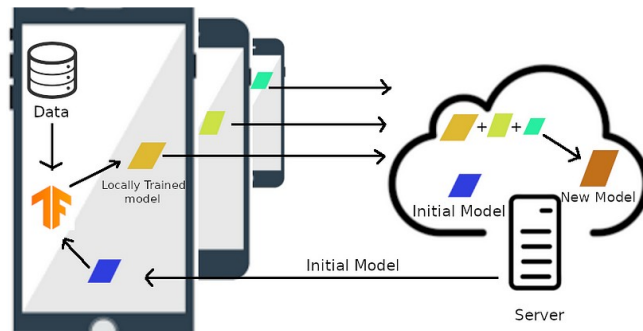 Data
Locally Trained
model
+ +
Initial Model
New Model
Initial Model
Server